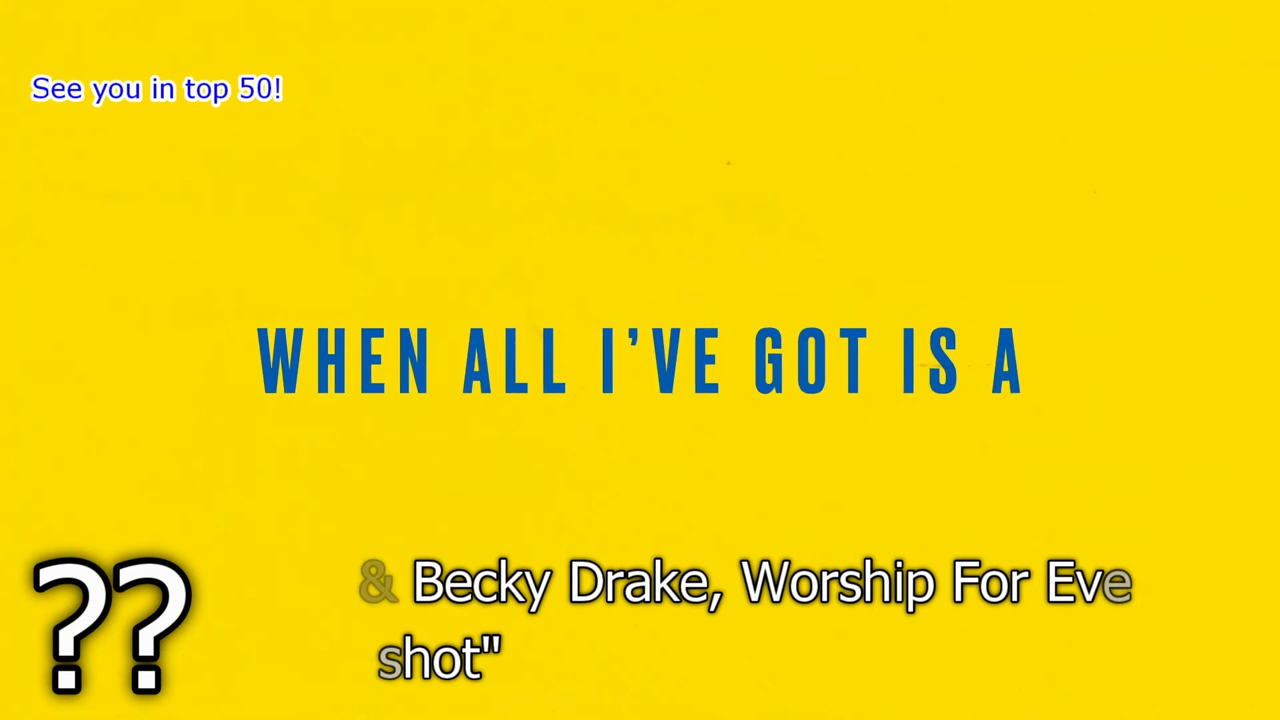 See you in top 50!
WHEN ALL I'VE GOT IS A
??
& Becky Drake, Worship For Eve
shot"